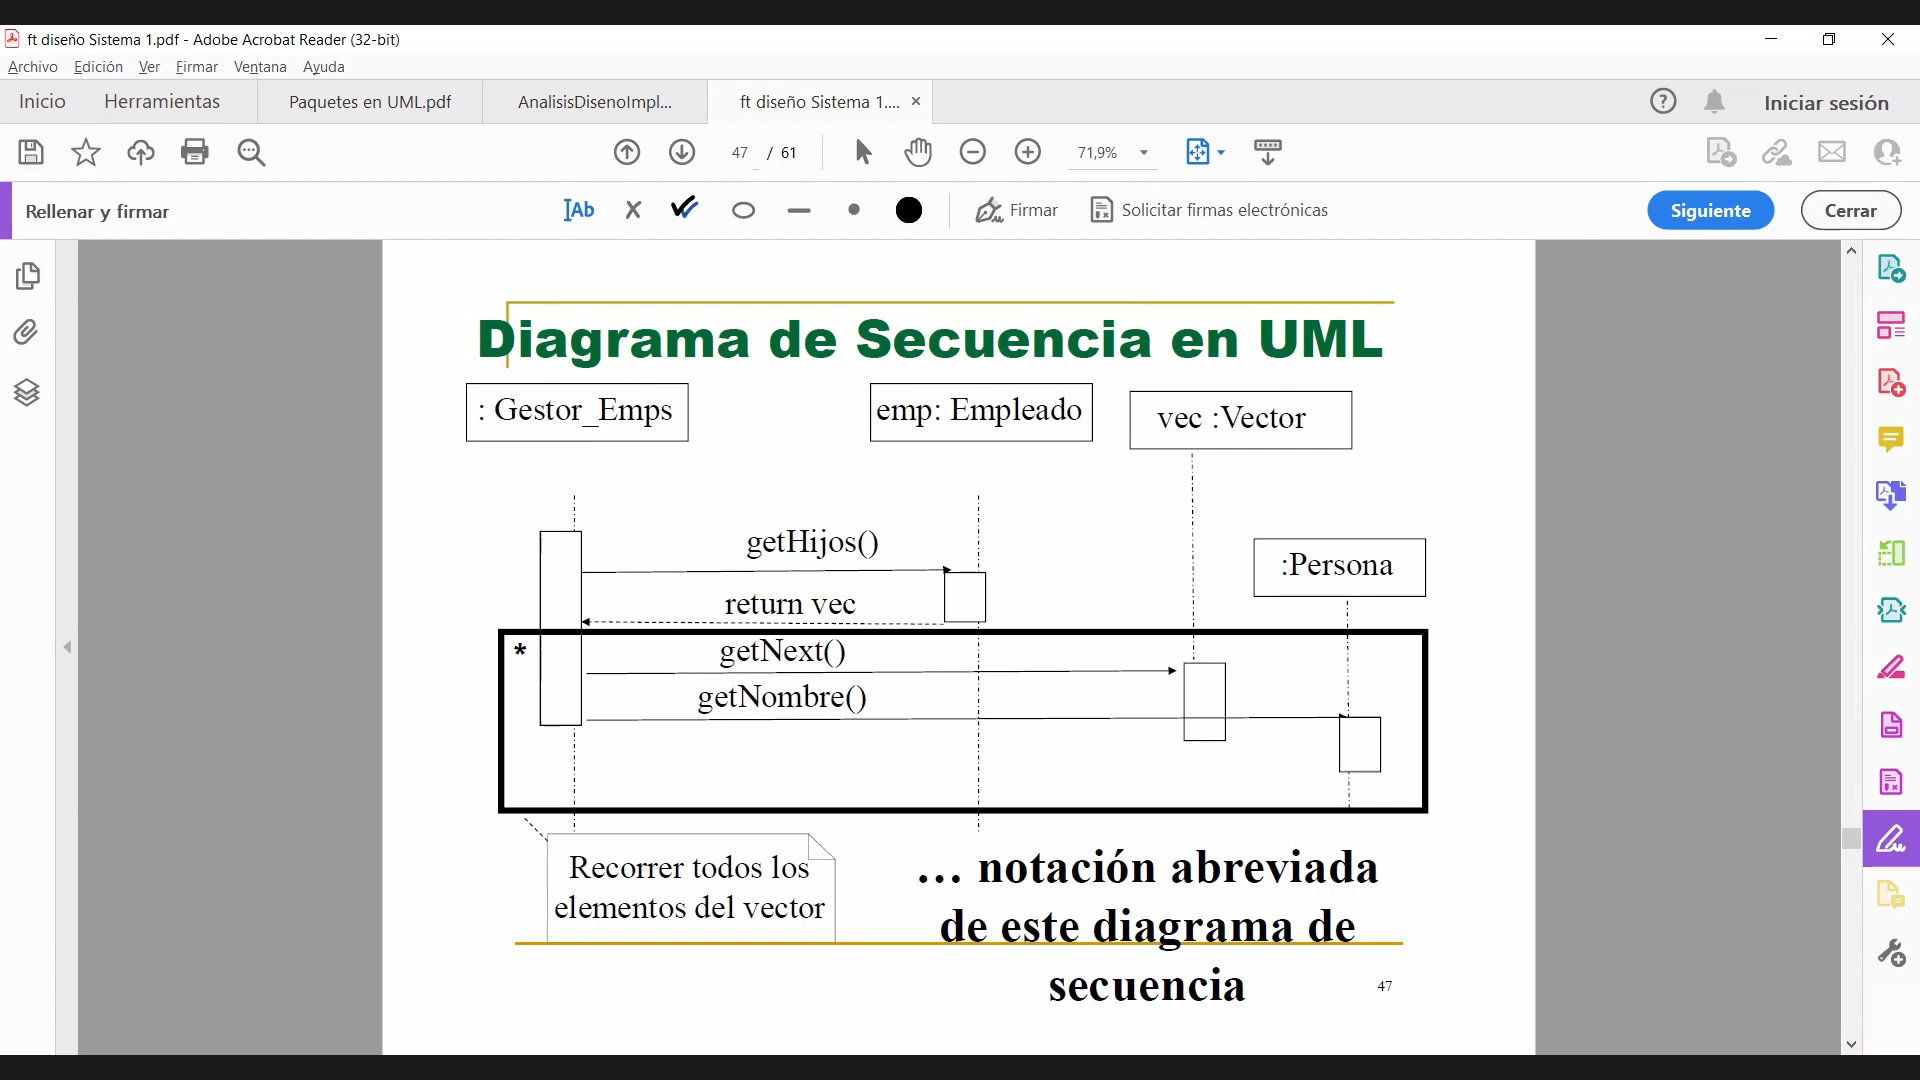 ft diseño Sistema 1.pdf - Adobe Acrobat Reader (32-bit)
Archivo Edición Ver Firmar Ventana Ayuda
Inicio Herramientas Paquetes en UML.pdf AnalisisDisenoImpl... ft diseño Sistema 1.... × Iniciar sesión
47 / 61 71,9%
Rellenar y firmar Firmar Solicitar firmas electrónicas Siguiente Cerrar
Diagrama de Secuencia en UML
: Gestor_Emps
emp: Empleado
vec :Vector
getHijos()
:Persona
return vec
* getNext()
getNombre()
Recorrer todos los
elementos del vector
... notación abreviada
de este diagrama de
secuencia
47